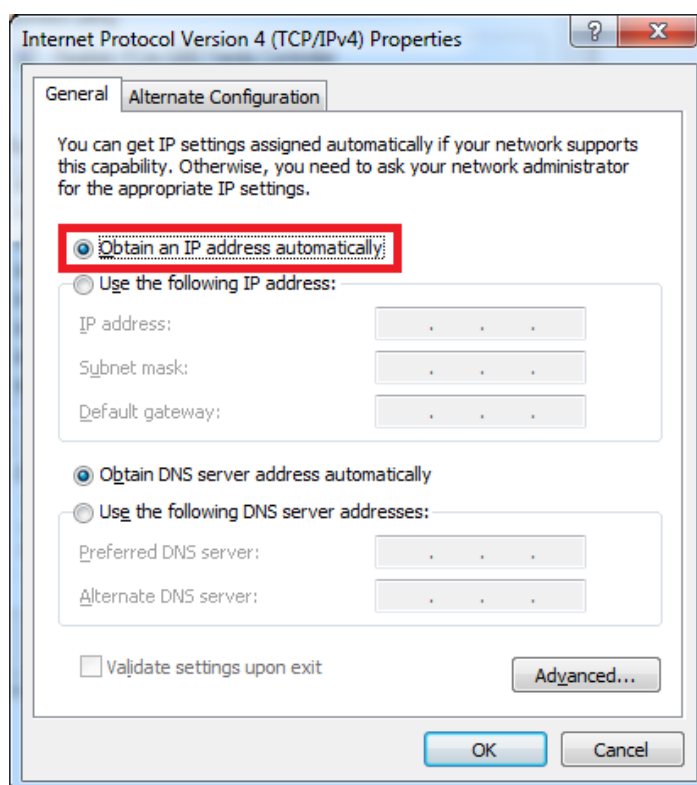 Internet Protocol Version 4 (TCP/IPv4) Properties
?
X
General
Alternate Configuration
You can get IP settings assigned automatically if your network supports
this capability. Otherwise, you need to ask your network administrator
for the appropriate IP settings.
Obtain an IP address automatically
Use the following IP address:
IP address:
. . .
Subnet mask:
. . .
Default gateway:
. . .
Obtain DNS server address automatically
Use the following DNS server addresses:
Preferred DNS server:
. . .
Alternate DNS server:
. . .
Validate settings upon exit
Advanced...
OK
Cancel